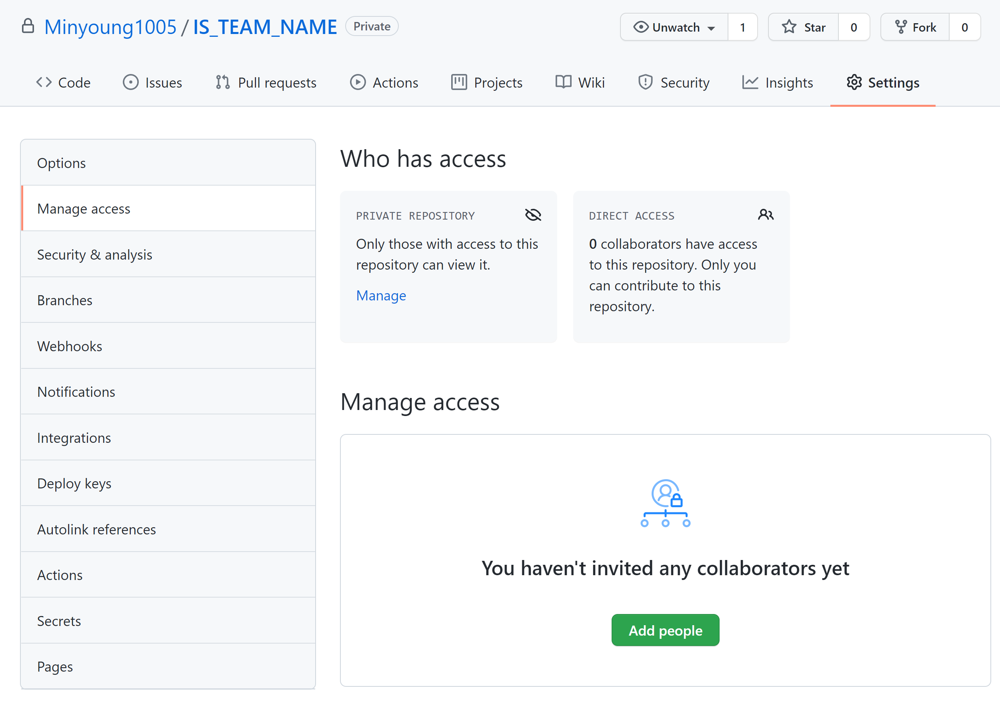 Minyoung1005 / IS_TEAM_NAME Private
Unwatch 1 Star 0 Fork 0
Code Issues Pull requests Actions Projects Wiki Security Insights Settings
Options
Manage access
Security & analysis
Branches
Webhooks
Notifications
Integrations
Deploy keys
Autolink references
Actions
Secrets
Pages
Who has access
PRIVATE REPOSITORY
Only those with access to this
repository can view it.
Manage
DIRECT ACCESS
0 collaborators have access
to this repository. Only you
can contribute to this
repository.
Manage access
You haven't invited any collaborators yet
Add people